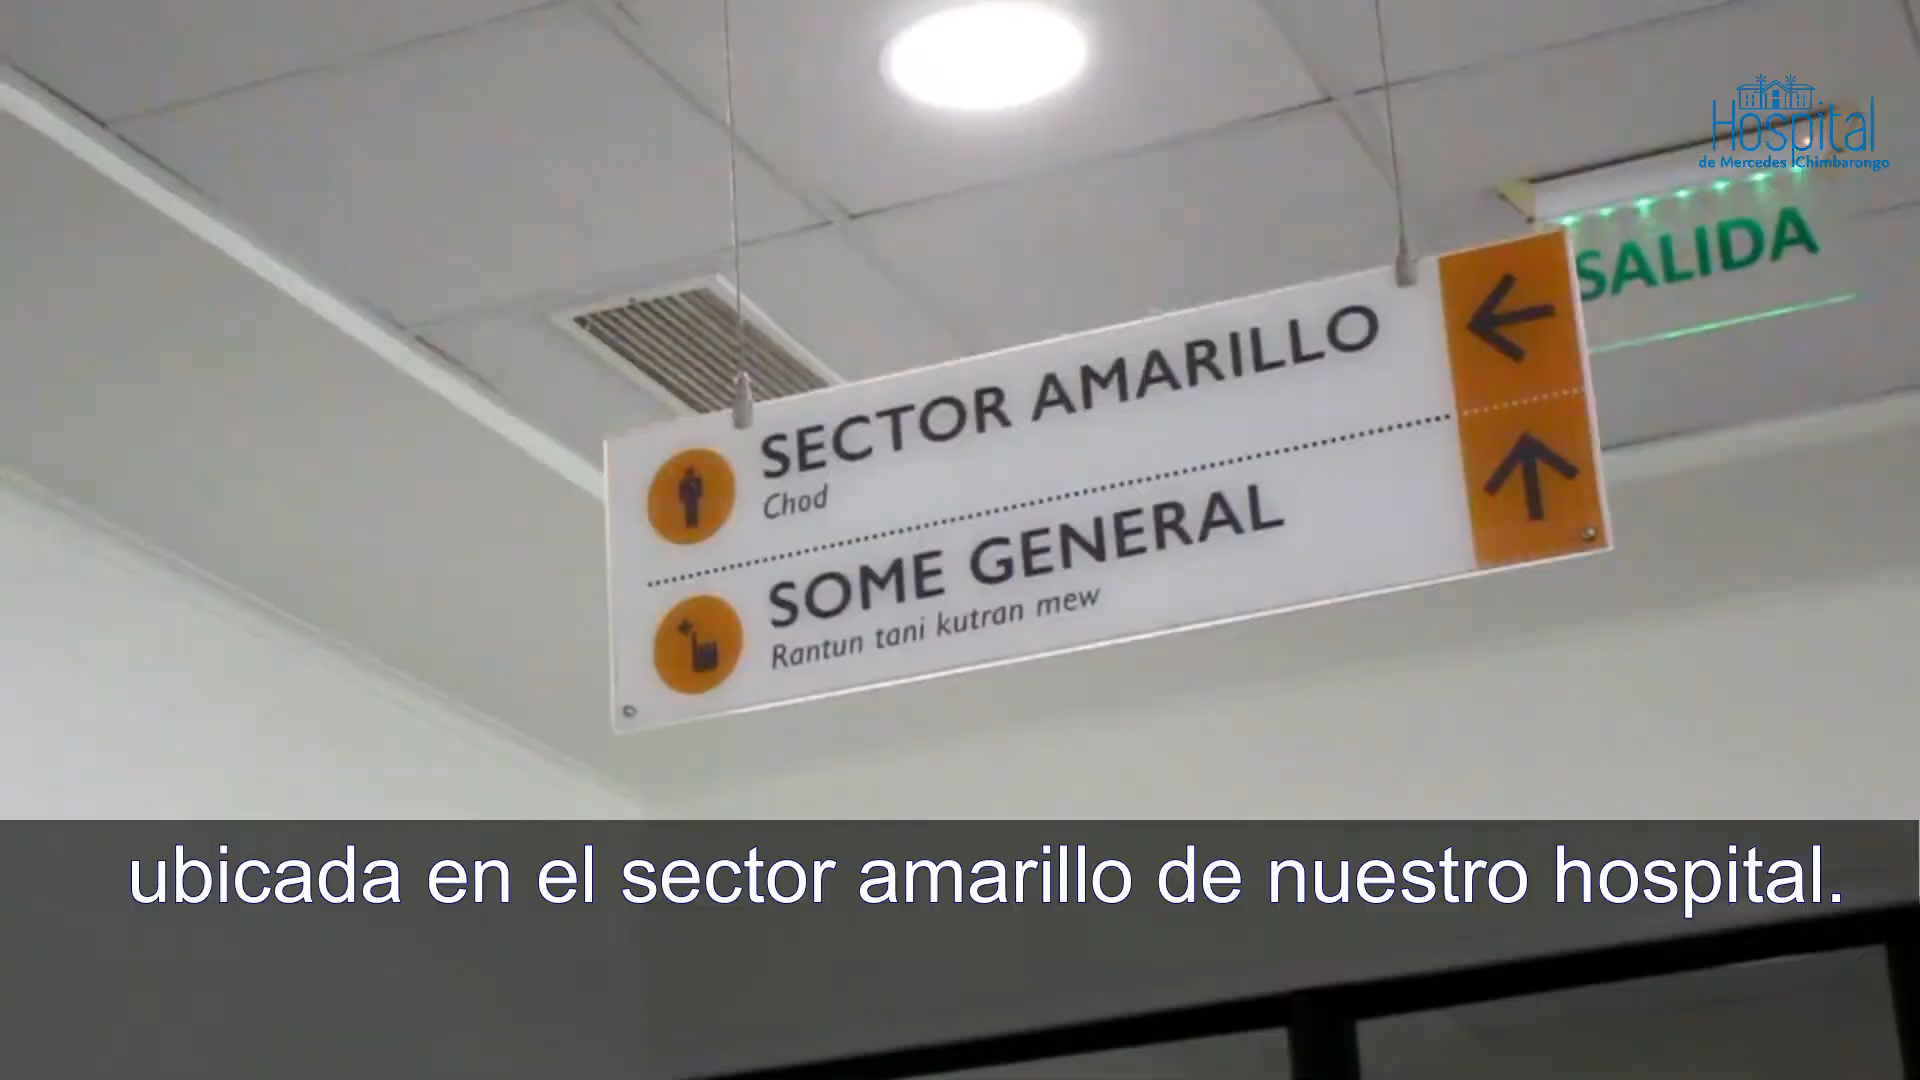 Hospital
de Mercedes Chimbarongo
SALIDA
SECTOR AMARILLO
Chod
SOME GENERAL
Rantun tani kutran mew
ubicada en el sector amarillo de nuestro hospital.